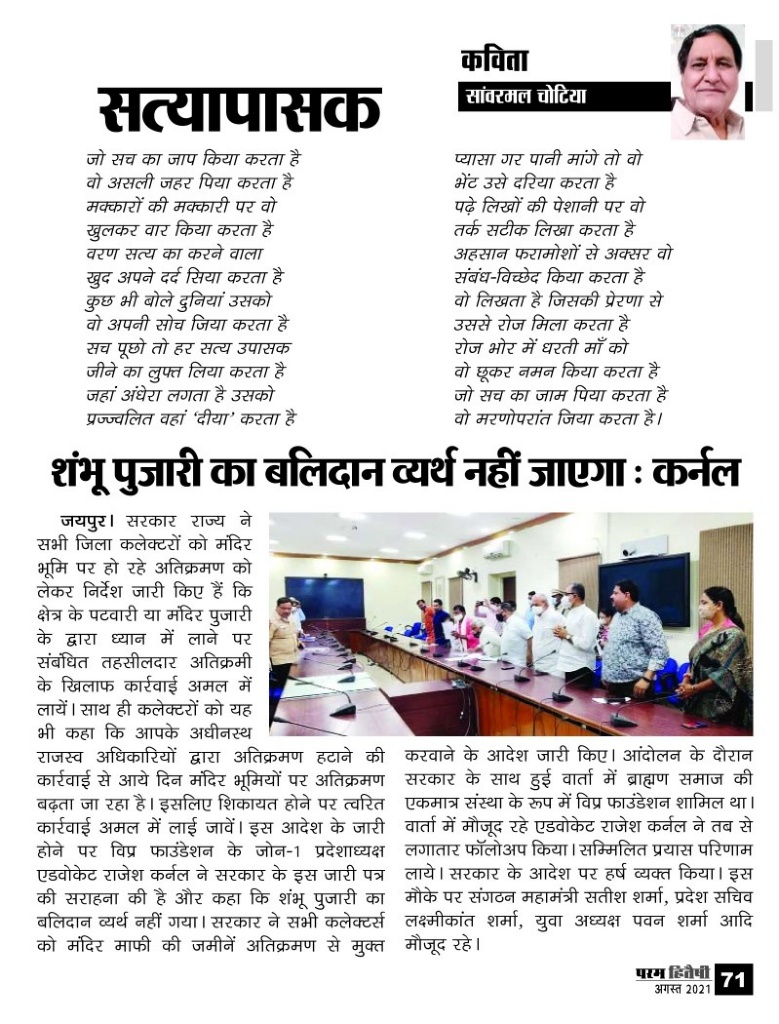 कविता
सांवरमल चोटिया
सत्यापासक
जो सच का जाप किया करता है
वो असली जहर पिया करता है
मक्कारों की मक्कारी पर वो
खुलकर वार किया करता है
वरण सत्य का करने वाला
खुद अपने दर्द सिया करता है
कुछ भी बोले दुनियां उसको
वो अपनी सोच जिया करता है
सच पूछो तो हर सत्य उपासक
जीने का लुफ्त लिया करता है
जहां अंधेरा लगता है उसको
प्रज्ज्वलित वहां ‘दीया’ करता है
प्यासा गर पानी मांगे तो वो
भेंट उसे दरिया करता है
पढ़े लिखों की पेशानी पर वो
तर्क सटीक लिखा करता है
अहसान फरामोशों से अक्सर वो
संबंध-विच्छेद किया करता है
वो लिखता है जिसकी प्रेरणा से
उससे रोज मिला करता है
रोज भोर में धरती माँ को
वो छूकर नमन किया करता है
जो सच का जाम पिया करता है
वो मरणोपरांत जिया करता है।
शंभू पुजारी का बलिदान व्यर्थ नहीं जाएगा : कर्नल
जयपुर। सरकार राज्य ने
सभी जिला कलेक्टरों को मंदिर
भूमि पर हो रहे अतिक्रमण को
लेकर निर्देश जारी किए हैं कि
क्षेत्र के पटवारी या मंदिर पुजारी
के द्वारा ध्यान में लाने पर
संबंधित तहसीलदार अतिक्रमी
के खिलाफ कार्रवाई अमल में
लायें। साथ ही कलेक्टरों को यह
भी कहा कि आपके अधीनस्थ
राजस्व अधिकारियों द्वारा अतिक्रमण हटाने की
कार्रवाई से आये दिन मंदिर भूमियों पर अतिक्रमण
बढ़ता जा रहा है। इसलिए शिकायत होने पर त्वरित
कार्रवाई अमल में लाई जावें। इस आदेश के जारी
होने पर विप्र फाउंडेशन के जोन-1 प्रदेशाध्यक्ष
एडवोकेट राजेश कर्नल ने सरकार के इस जारी पत्र
की सराहना की है और कहा कि शंभू पुजारी का
बलिदान व्यर्थ नहीं गया। सरकार ने सभी कलेक्टर्स
को मंदिर माफी की जमीनें अतिक्रमण से मुक्त
करवाने के आदेश जारी किए। आंदोलन के दौरान
सरकार के साथ हुई वार्ता में ब्राह्मण समाज की
एकमात्र संस्था के रूप में विप्र फाउंडेशन शामिल था।
वार्ता में मौजूद रहे एडवोकेट राजेश कर्नल ने तब से
लगातार फॉलोअप किया। सम्मिलित प्रयास परिणाम
लाये। सरकार के आदेश पर हर्ष व्यक्त किया। इस
मौके पर संगठन महामंत्री सतीश शर्मा, प्रदेश सचिव
लक्ष्मीकांत शर्मा, युवा अध्यक्ष पवन शर्मा आदि
मौजूद रहे।
परम हितैषी
अगस्त 2021
71